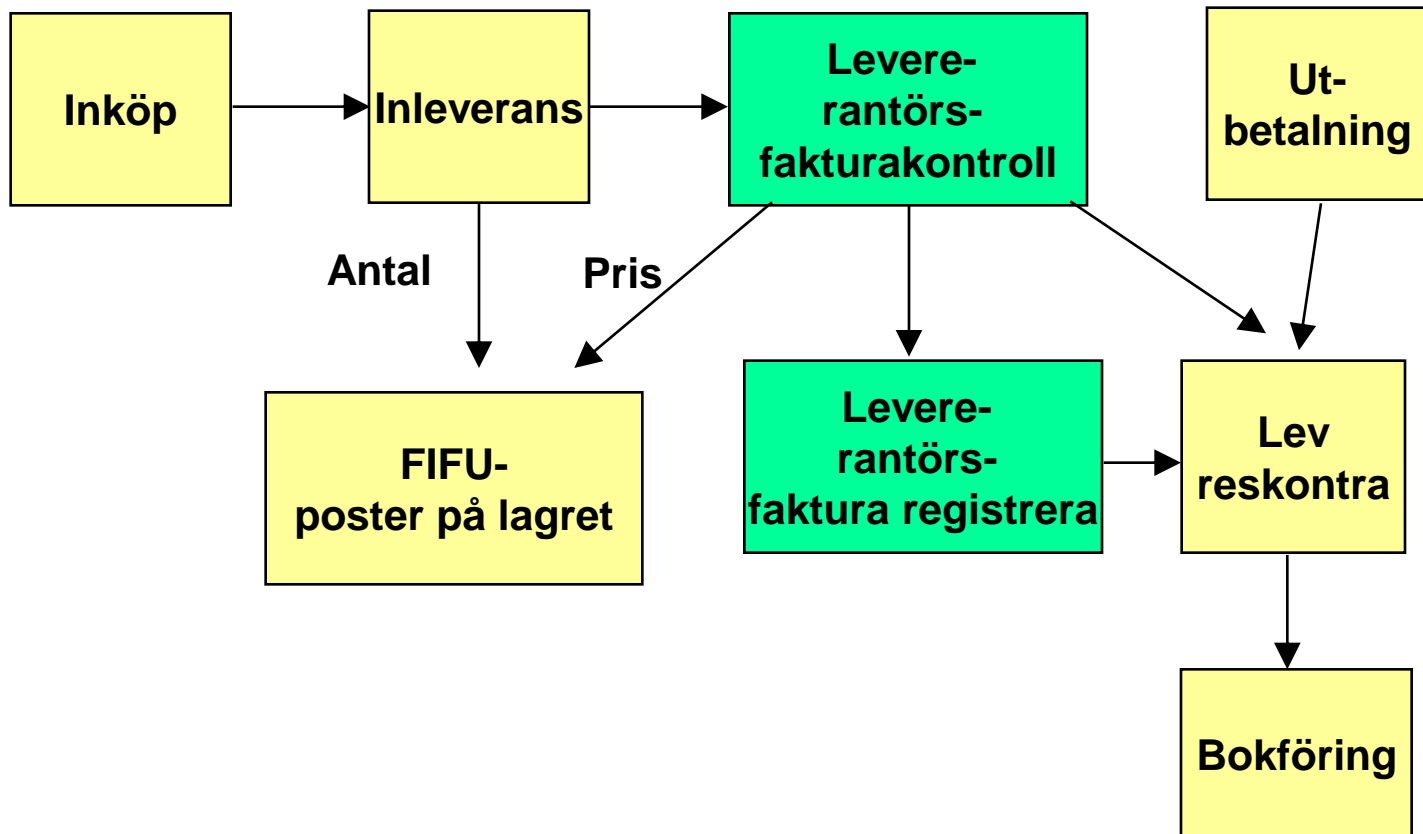 Inköp
Inleverans
Levere-
rantörs-
fakturakontroll
Ut-
betalning
Antal
Pris
FIFU-
poster på lagret
Levere-
rantörs-
faktura registrera
Lev
reskontra
Bokföring